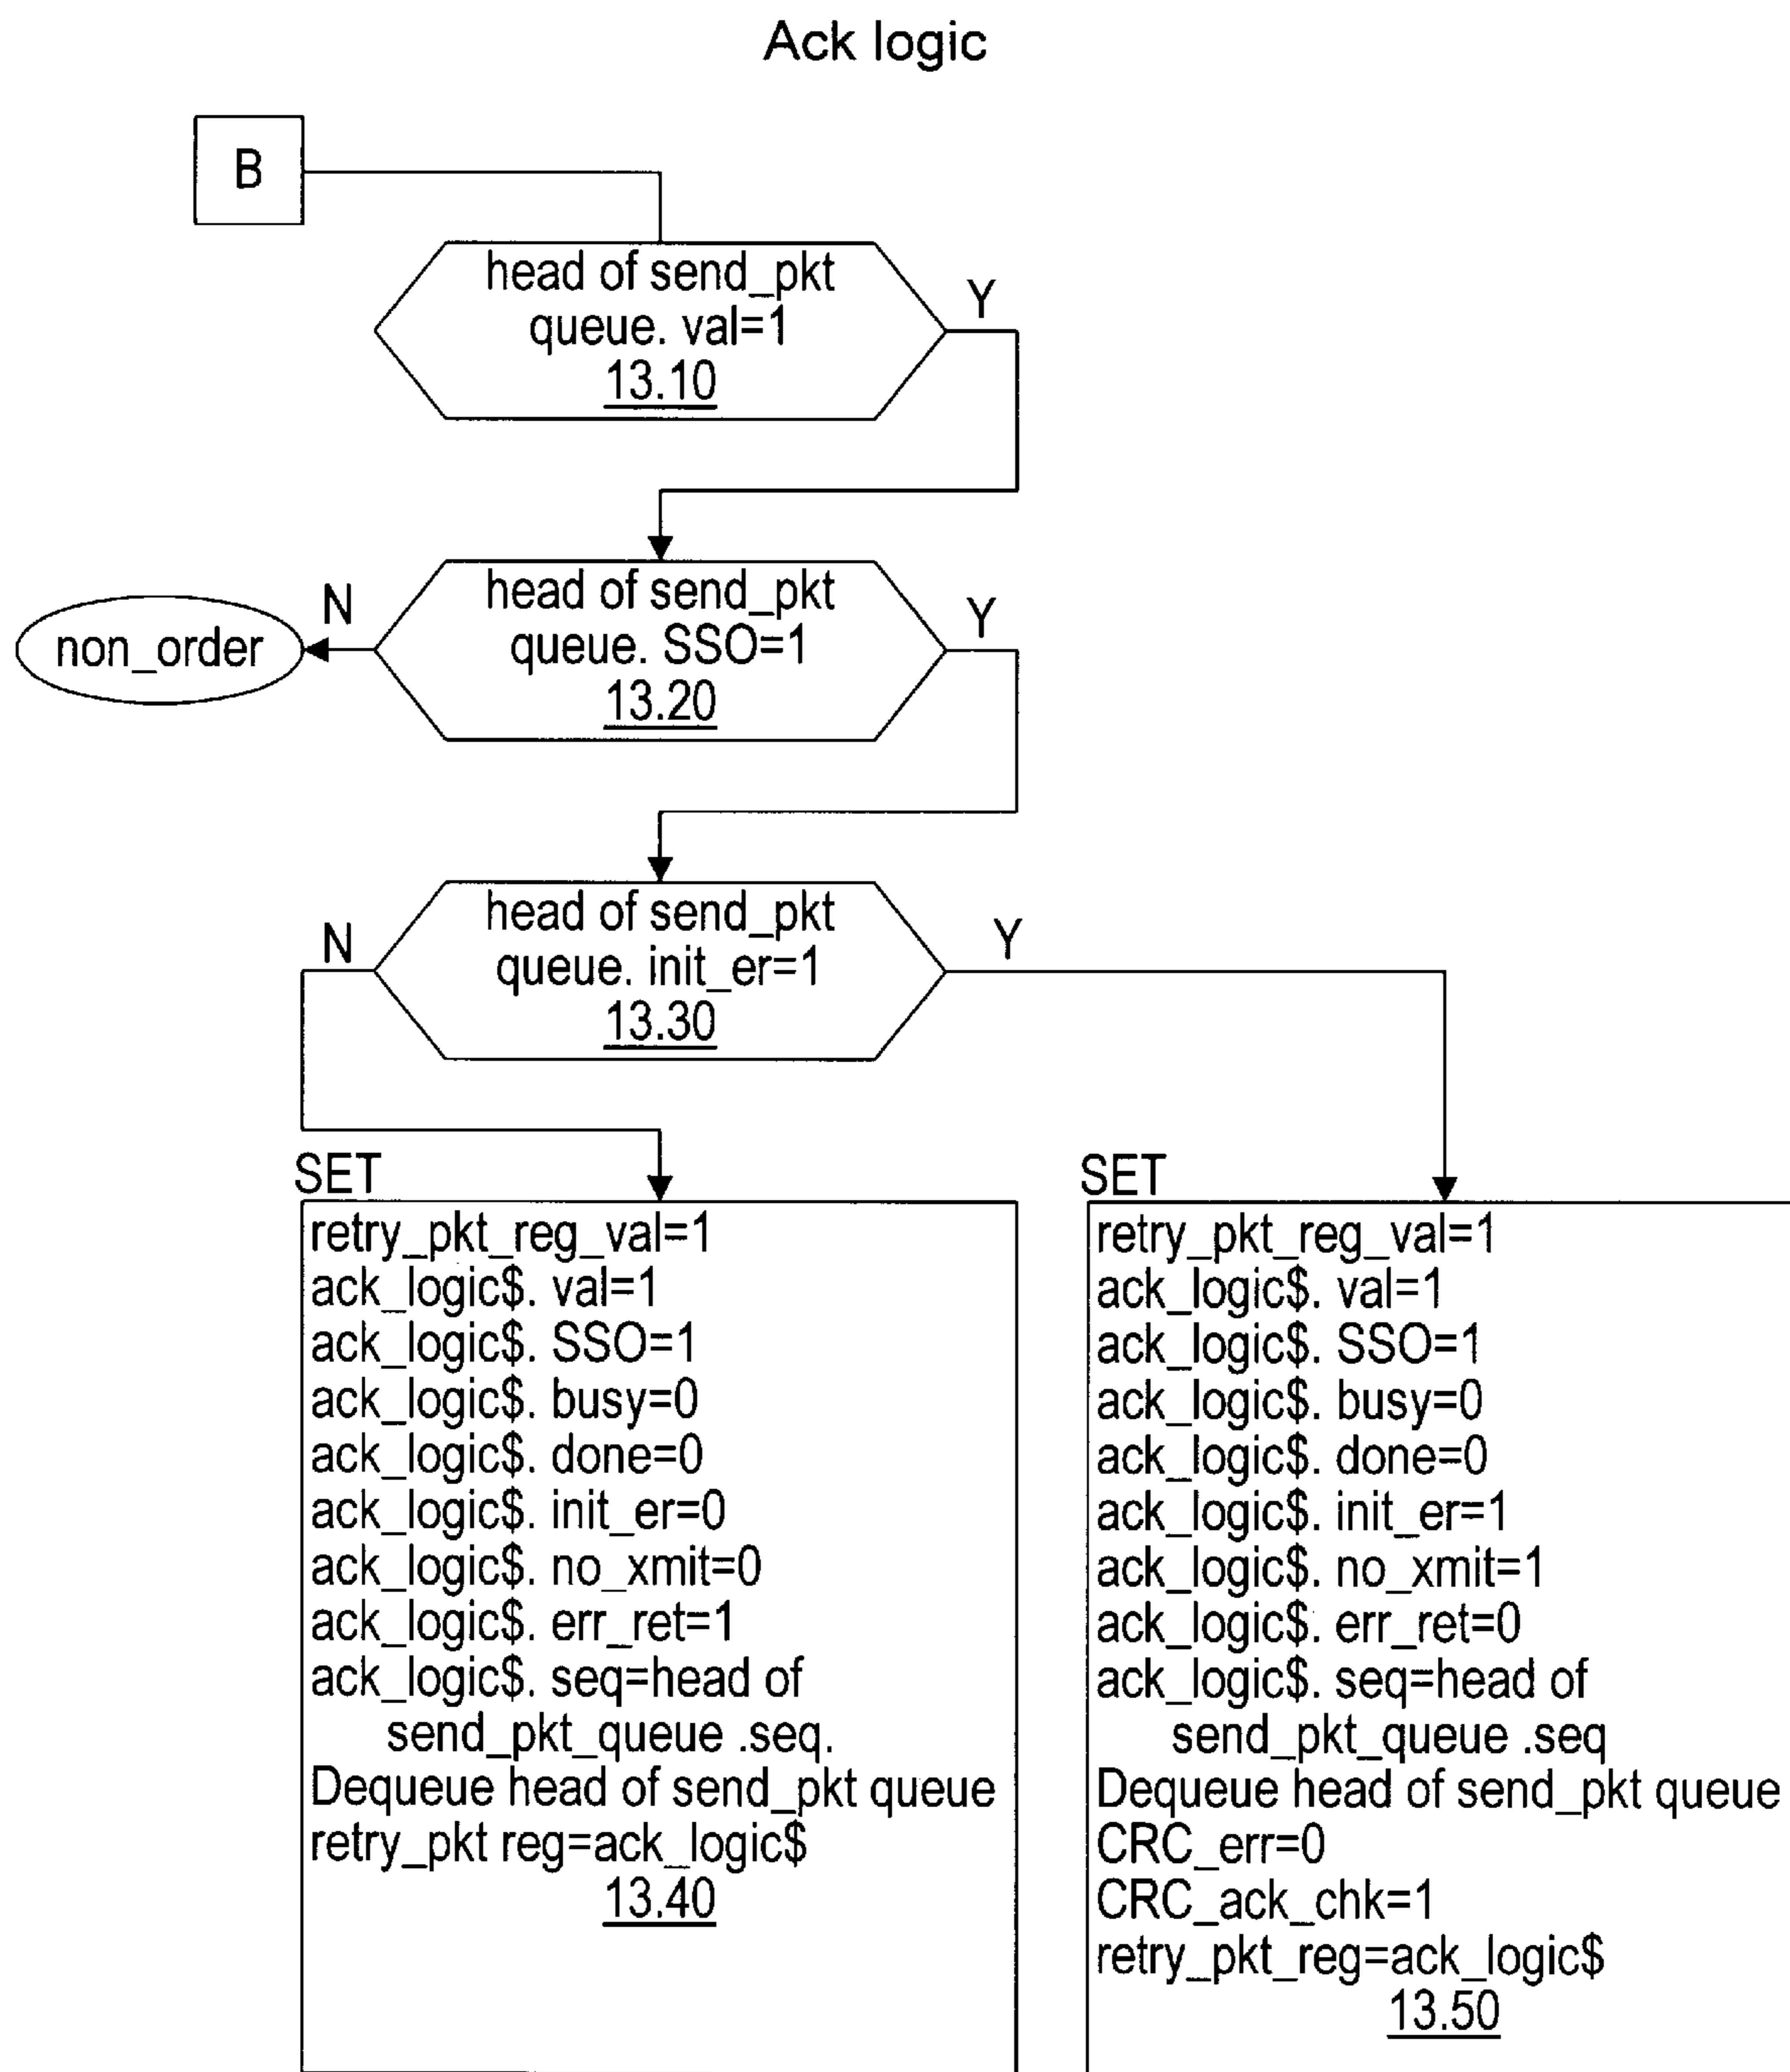 Ack logic
B
head of send_pkt
queue. val=1
13.10
Y
head of send_pkt
queue. SSO=1
13.20
N
Y
non_order
head of send_pkt
queue. init_er=1
13.30
N
Y
SET
retry_pkt_reg_val=1
ack_logic$. val=1
ack_logic$. SSO=1
ack_logic$. busy=0
ack_logic$. done=0
ack_logic$. init_er=0
ack_logic$. no_xmit=0
ack_logic$. err_ret=1
ack_logic$. seq=head of
send_pkt_queue .seq.
Dequeue head of send_pkt queue
retry_pkt reg=ack_logic$
13.40
SET
retry_pkt_reg_val=1
ack_logic$. val=1
ack_logic$. SSO=1
ack_logic$. busy=0
ack_logic$. done=0
ack_logic$. init_er=1
ack_logic$. no_xmit=1
ack_logic$. err_ret=0
ack_logic$. seq=head of
send_pkt_queue .seq
Dequeue head of send_pkt queue
CRC_err=0
CRC_ack_chk=1
retry_pkt_reg=ack_logic$
13.50